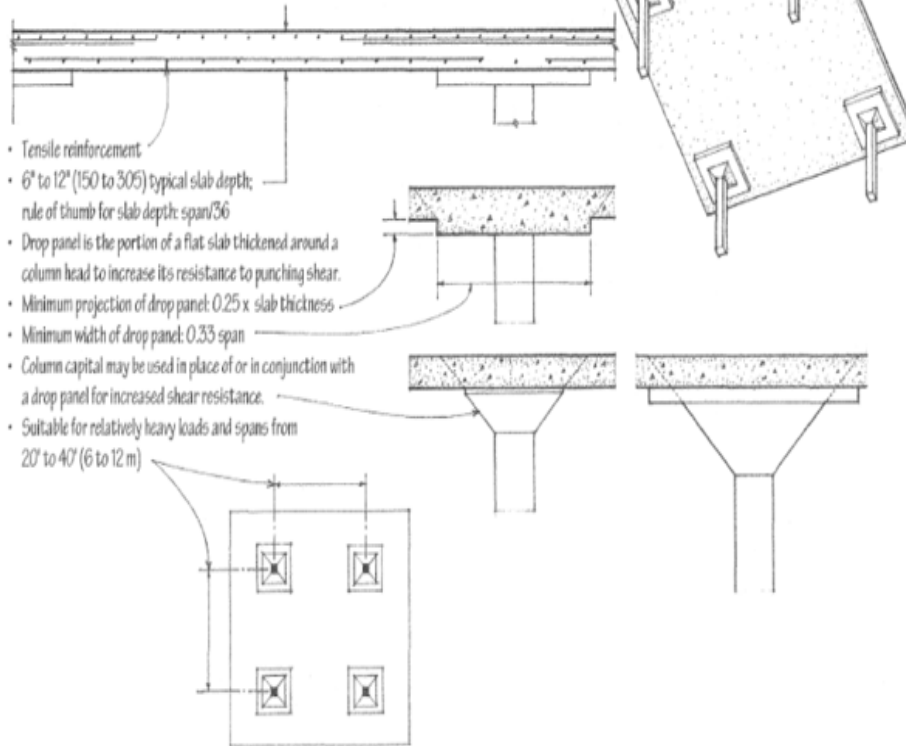 • Tensile reinforcement
• 6" to 12" (150 to 305) typical slab depth;
rule of thumb for slab depth: span/36
• Drop panel is the portion of a flat slab thickened around a
column head to increase its resistance to punching shear.
• Minimum projection of drop panel: 0.25 x slab thickness
• Minimum width of drop panel: 0.33 span
• Column capital may be used in place of or in conjunction with
a drop panel for increased shear resistance.
• Suitable for relatively heavy loads and spans from
20' to 40' (6 to 12 m)